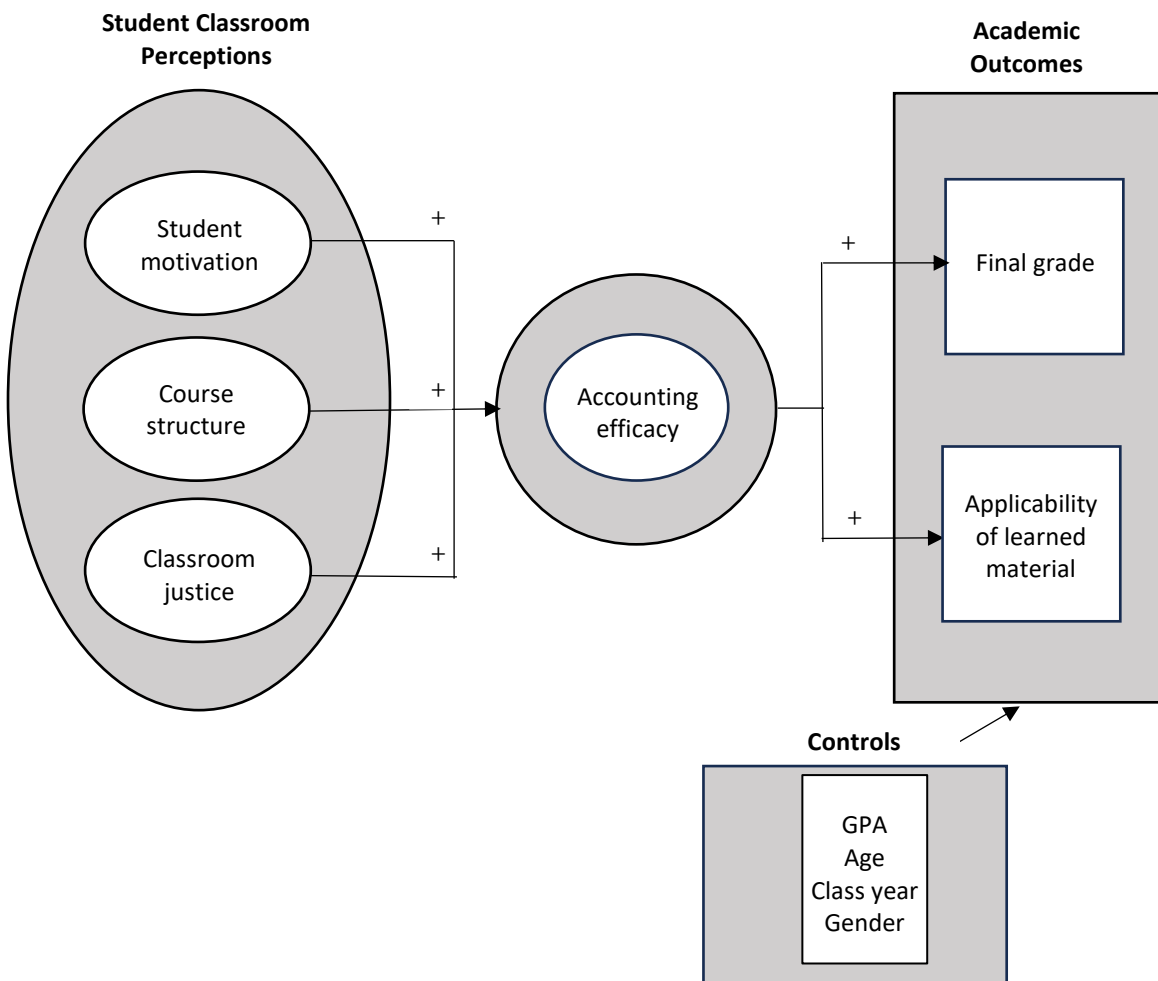 Student Classroom
Perceptions
Student
motivation
+
Course
structure
+
Classroom
justice
+
Accounting
efficacy
Academic
Outcomes
+
Final grade
+
Applicability
of learned
material
Controls
GPA
Age
Class year
Gender